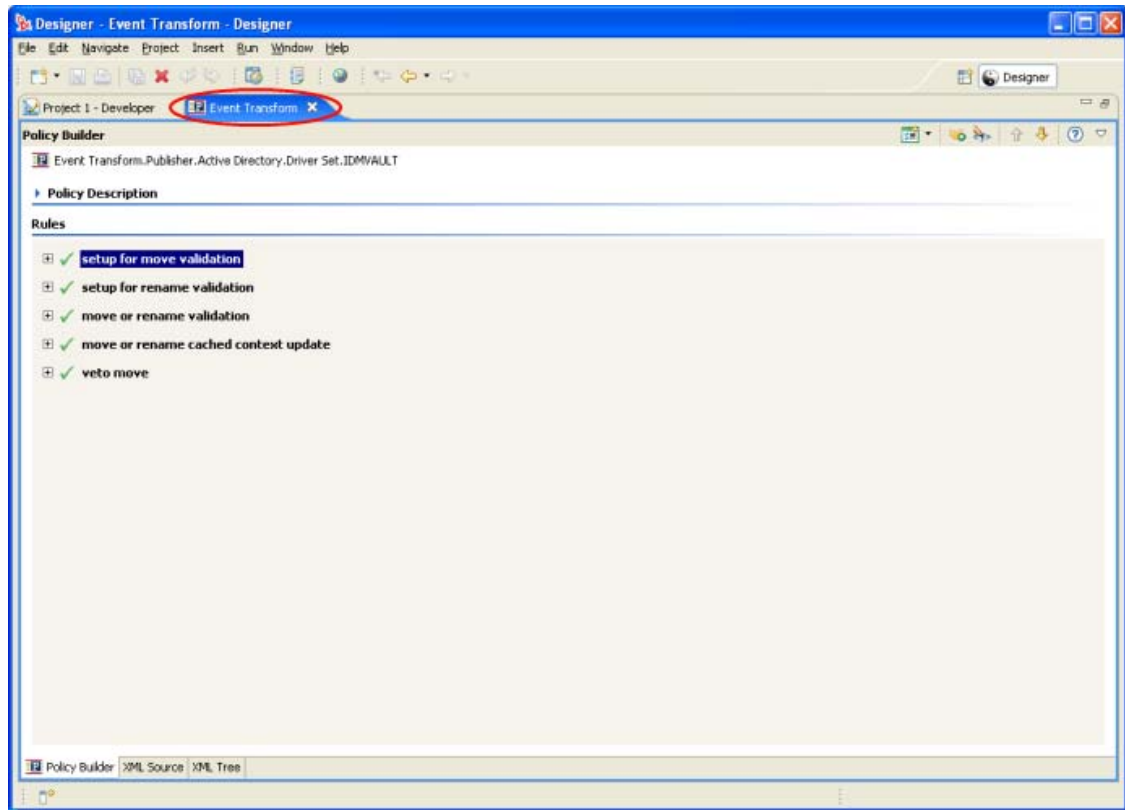 Designer - Event Transform - Designer
File Edit Navigate Project Insert Run Window Help
Designer
Project 1 - Developer Event Transform
Policy Builder
Event Transform.Publisher.Active Directory.Driver Set.IDMVAULT
Policy Description
Rules
setup for move validation
setup for rename validation
move or rename validation
move or rename cached context update
veto move
Policy Builder XML Source XML Tree